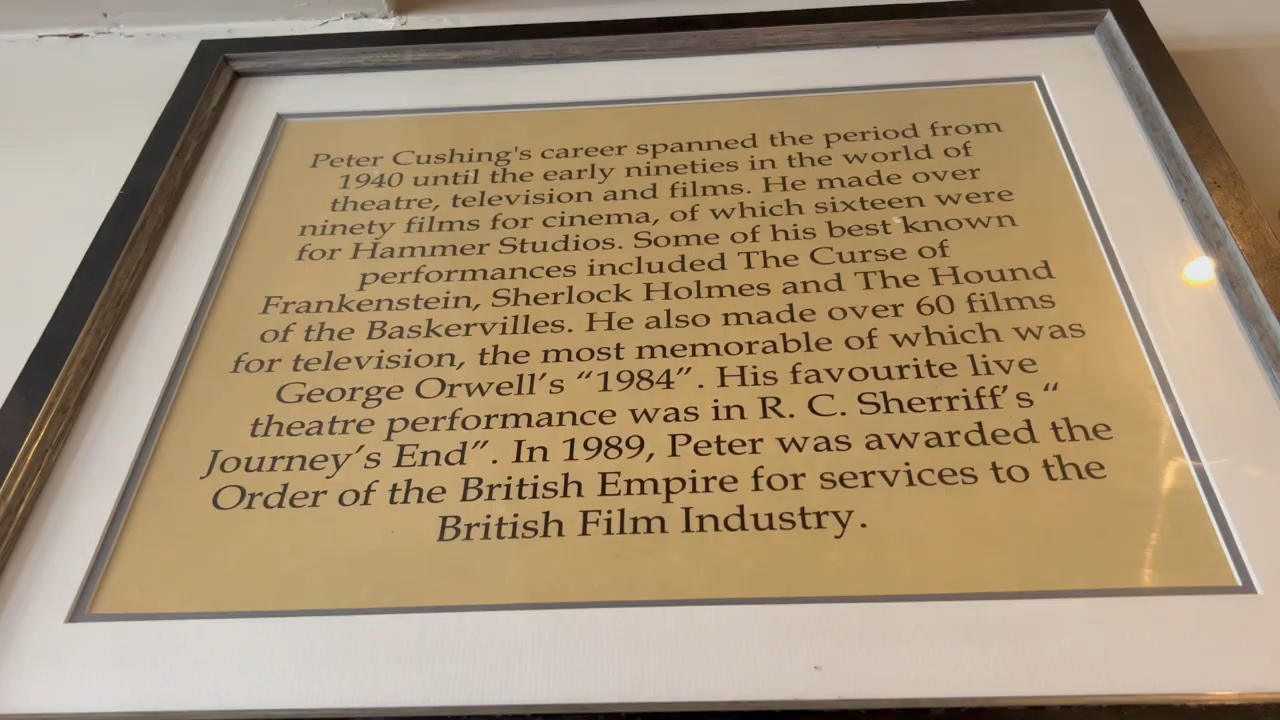 Peter Cushing's career spanned the period from
1940 until the early nineties in the world of
theatre, television and films. He made over
ninety films for cinema, of which sixteen were
for Hammer Studios. Some of his best known
performances included The Curse of
Frankenstein, Sherlock Holmes and The Hound
of the Baskervilles. He also made over 60 films
for television, the most memorable of which was
George Orwell’s “1984”. His favourite live
theatre performance was in R. C. Sherriff’s “
Journey’s End”. In 1989, Peter was awarded the
Order of the British Empire for services to the
British Film Industry.